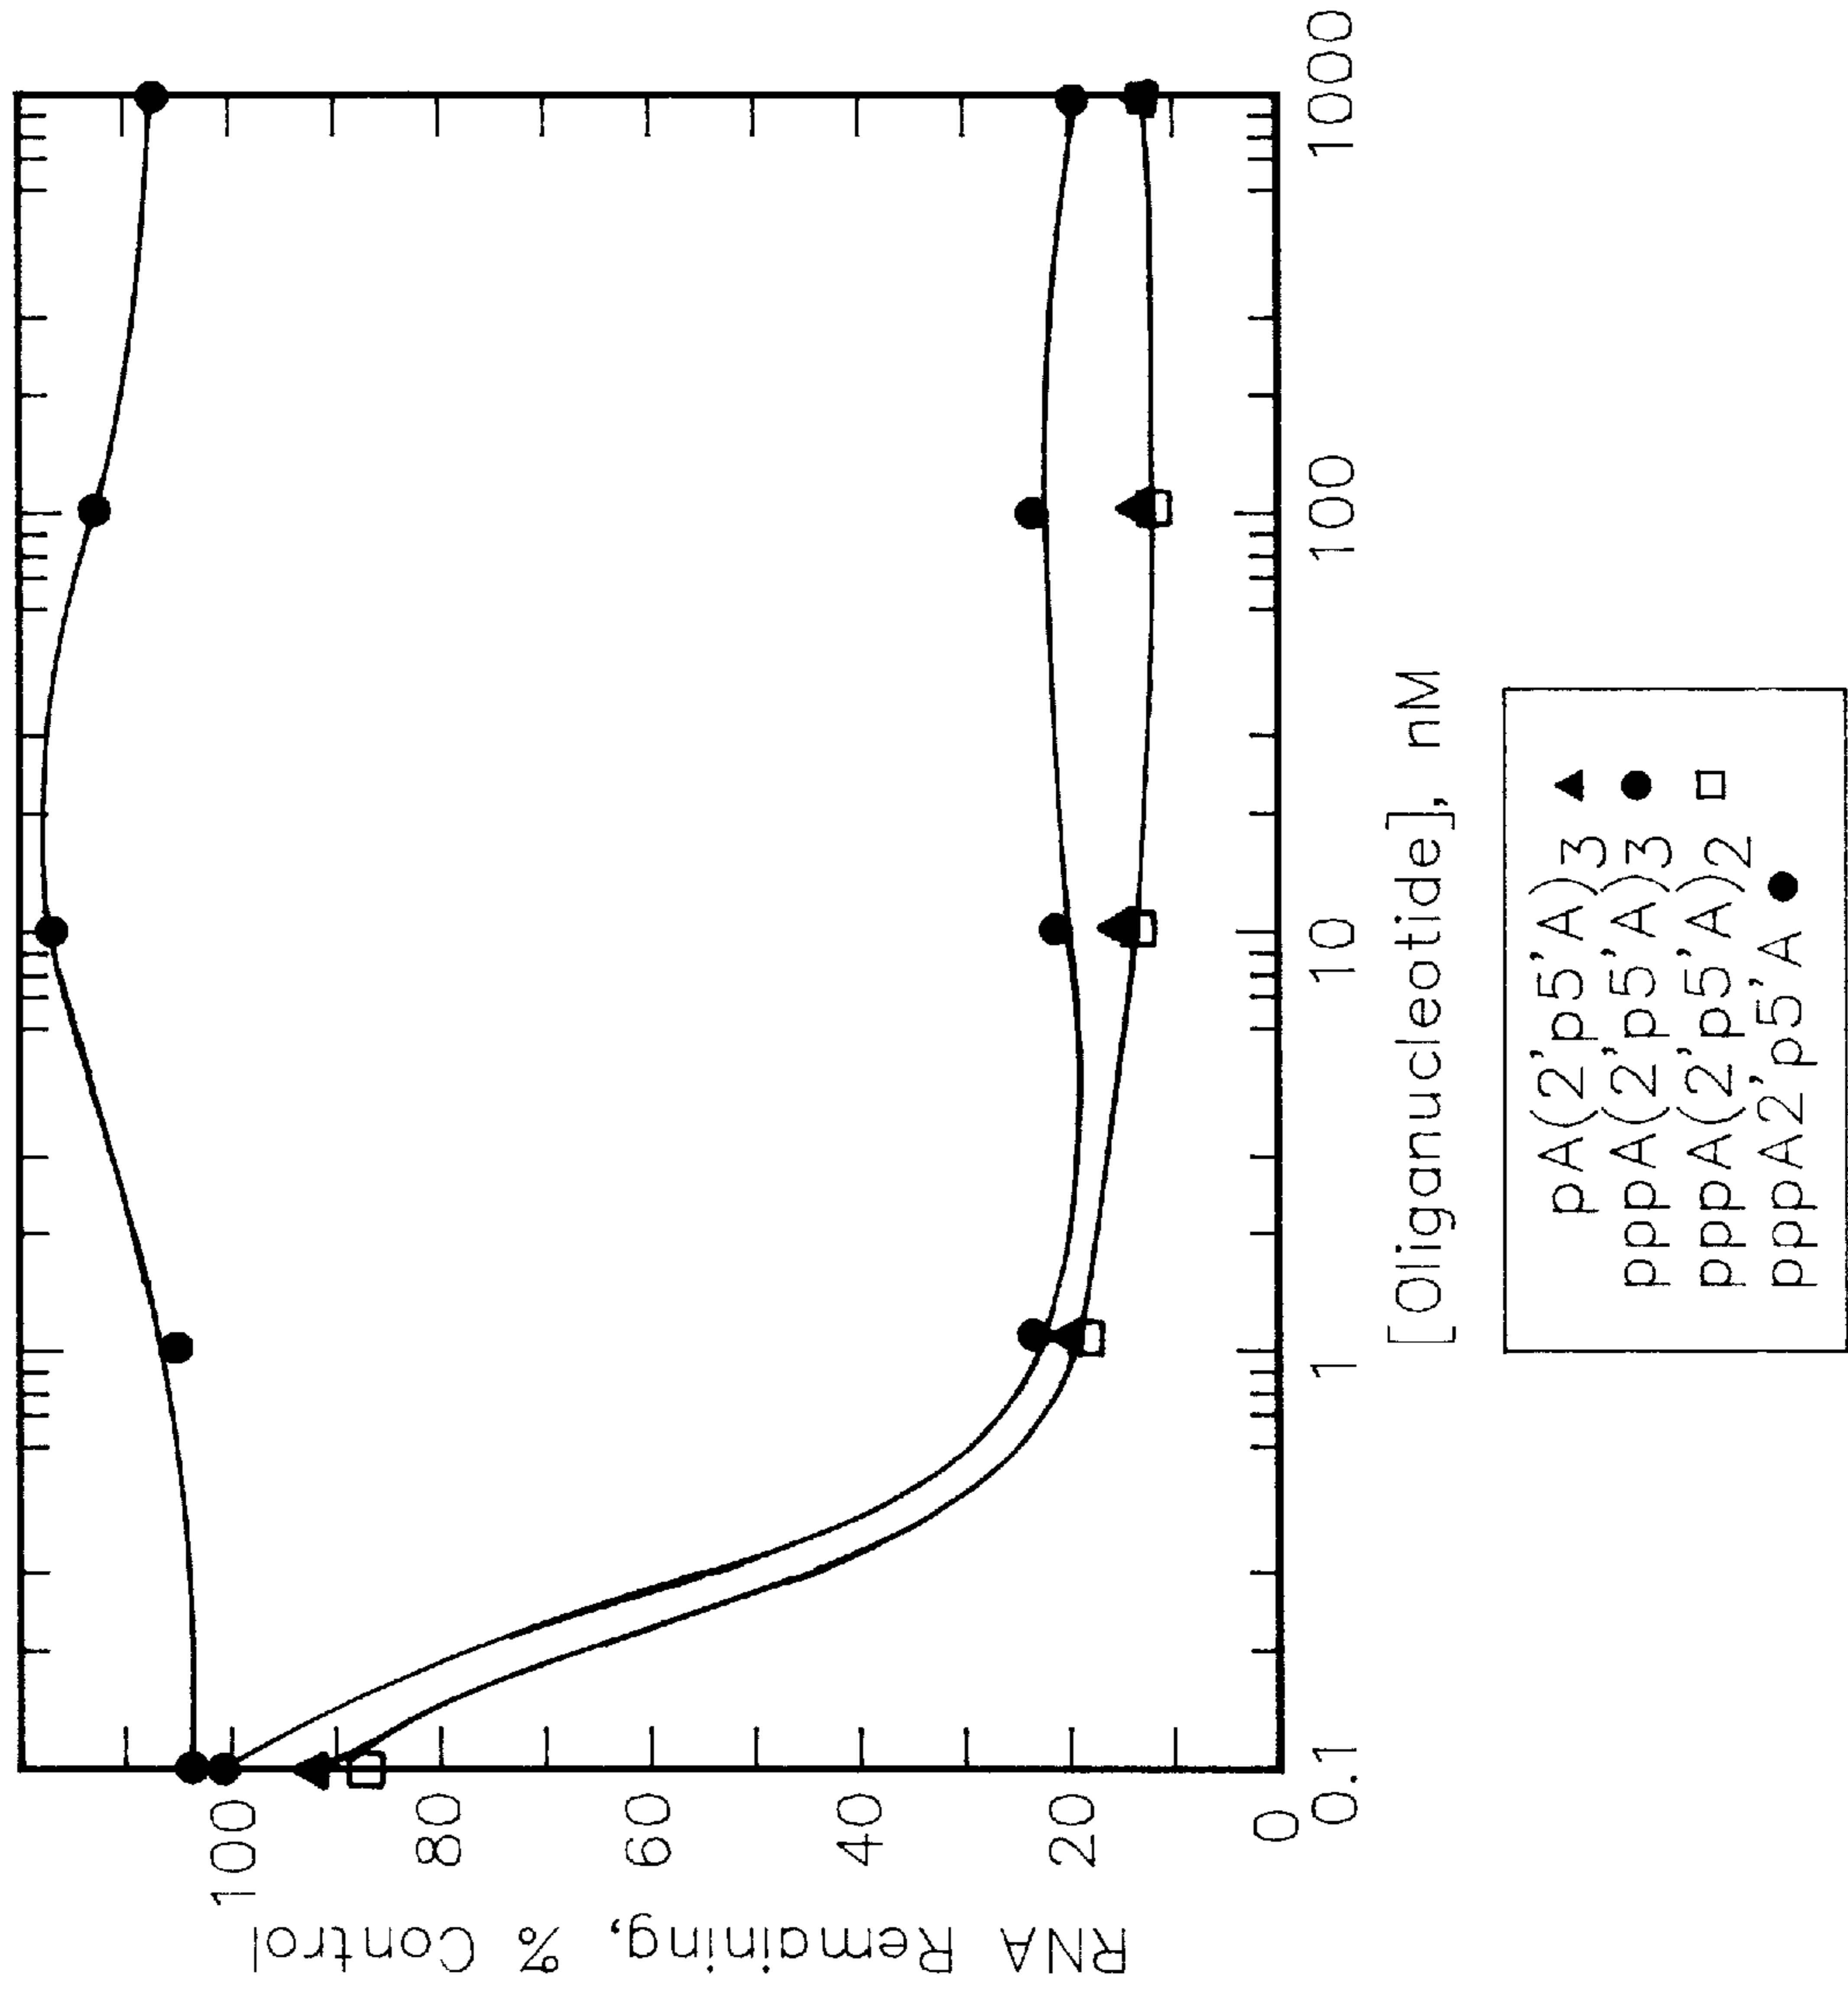 RNA Remaining, % Control
100
80
60
40
20
0
0.1
1
10
100
1000
[Oliganucleotide], nM
pA(2'p5'A)3 ▲
pppA(2'p5'A)3 ●
pppA(2'p5'A)2 □
pppA2'p5'A ●